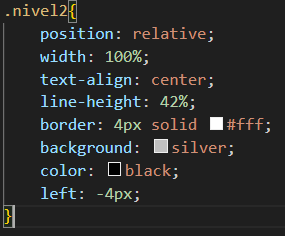 .nivel2{
position: relative;
width: 100%;
text-align: center;
line-height: 42%;
border: 4px solid #fff;
background: silver;
color: black;
left: -4px;
}